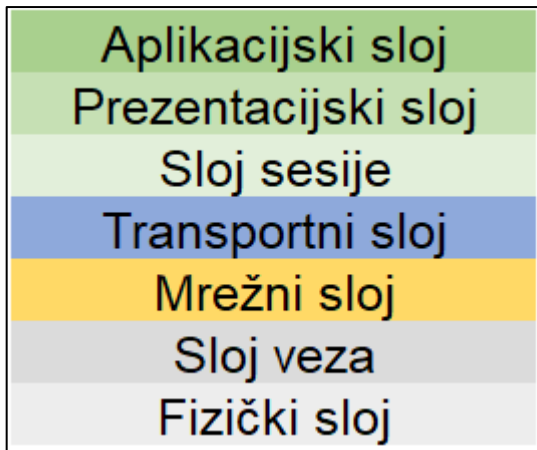 Aplikacijski sloj
Prezentacijski sloj
Sloj sesije
Transportni sloj
Mrežni sloj
Sloj veza
Fizički sloj